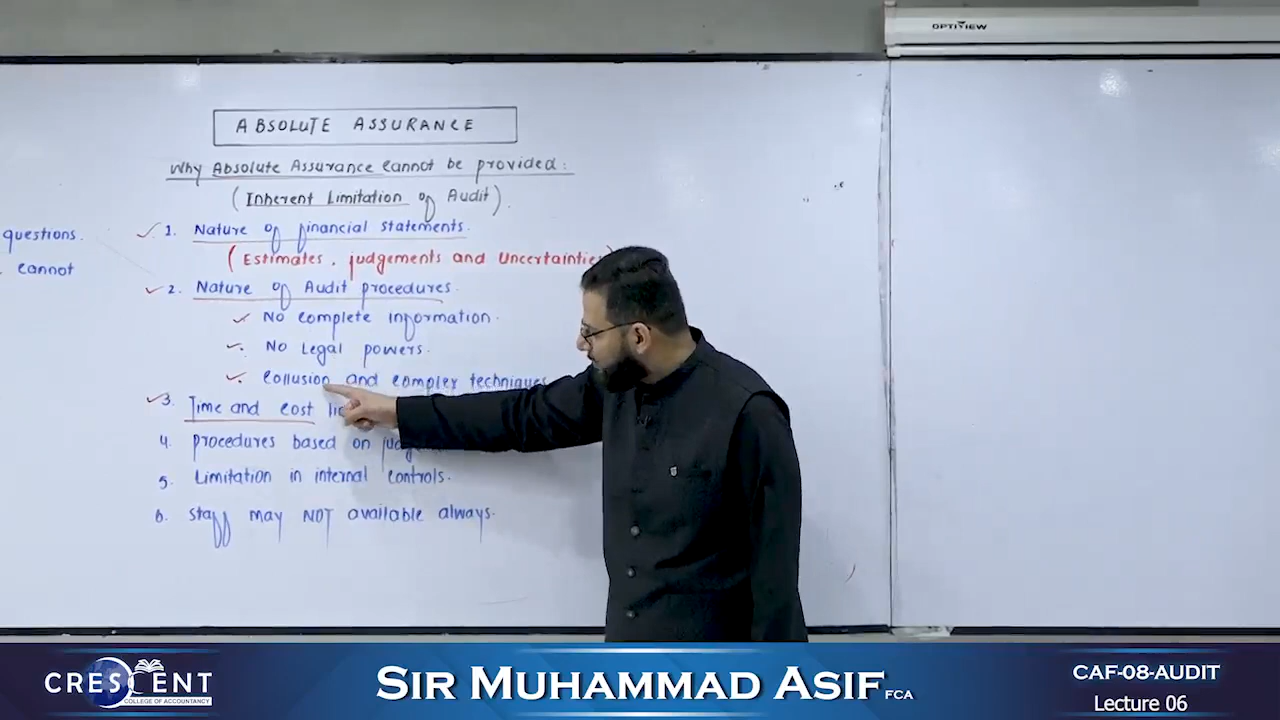 OPTIVIEW
ABSOLUTE ASSURANCE
Why Absolute Assurance Cannot be provided:
(Inherent Limitation of Audit).
questions.
cannot
1. Nature of financial statements.
(Estimates, judgements and Uncertainties)
2. Nature of Audit procedures.
No complete information.
No Legal powers.
Collusion and complex techniques
3. Time and cost
4. procedures based on
5. Limitation in internal controls.
6. Staff may NOT available always.
CRESCENT
COLLEGE OF ACCOUNTANCY
SIR MUHAMMAD ASIF FCA
CAF-08-AUDIT
Lecture 06